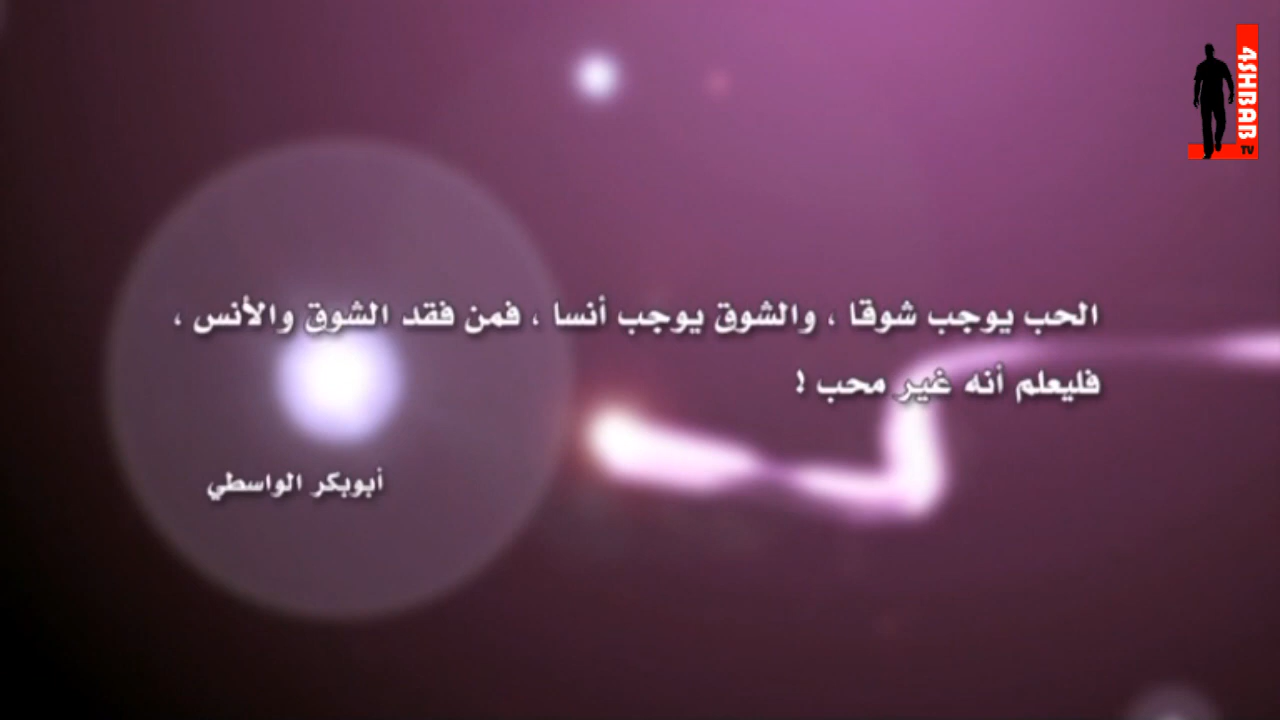 الحب يوجب شوقا ، والشوق يوجب أنسا ، فمن فقد الشوق والأنس ،
فليعلم أنه غير محب !
أبوبكر الواسطي
4SHBAB
TV